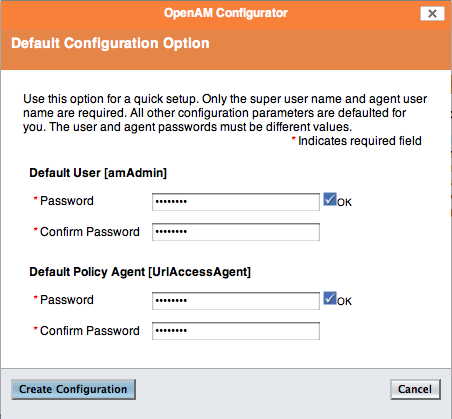 OpenAM Configurator
Default Configuration Option
Use this option for a quick setup. Only the super user name and agent user
name are required. All other configuration parameters are defaulted for
you. The user and agent passwords must be different values.
* Indicates required field
Default User [amAdmin]
* Password •••••••• OK
* Confirm Password ••••••••
Default Policy Agent [UrlAccessAgent]
* Password •••••••• OK
* Confirm Password ••••••••
Create Configuration Cancel